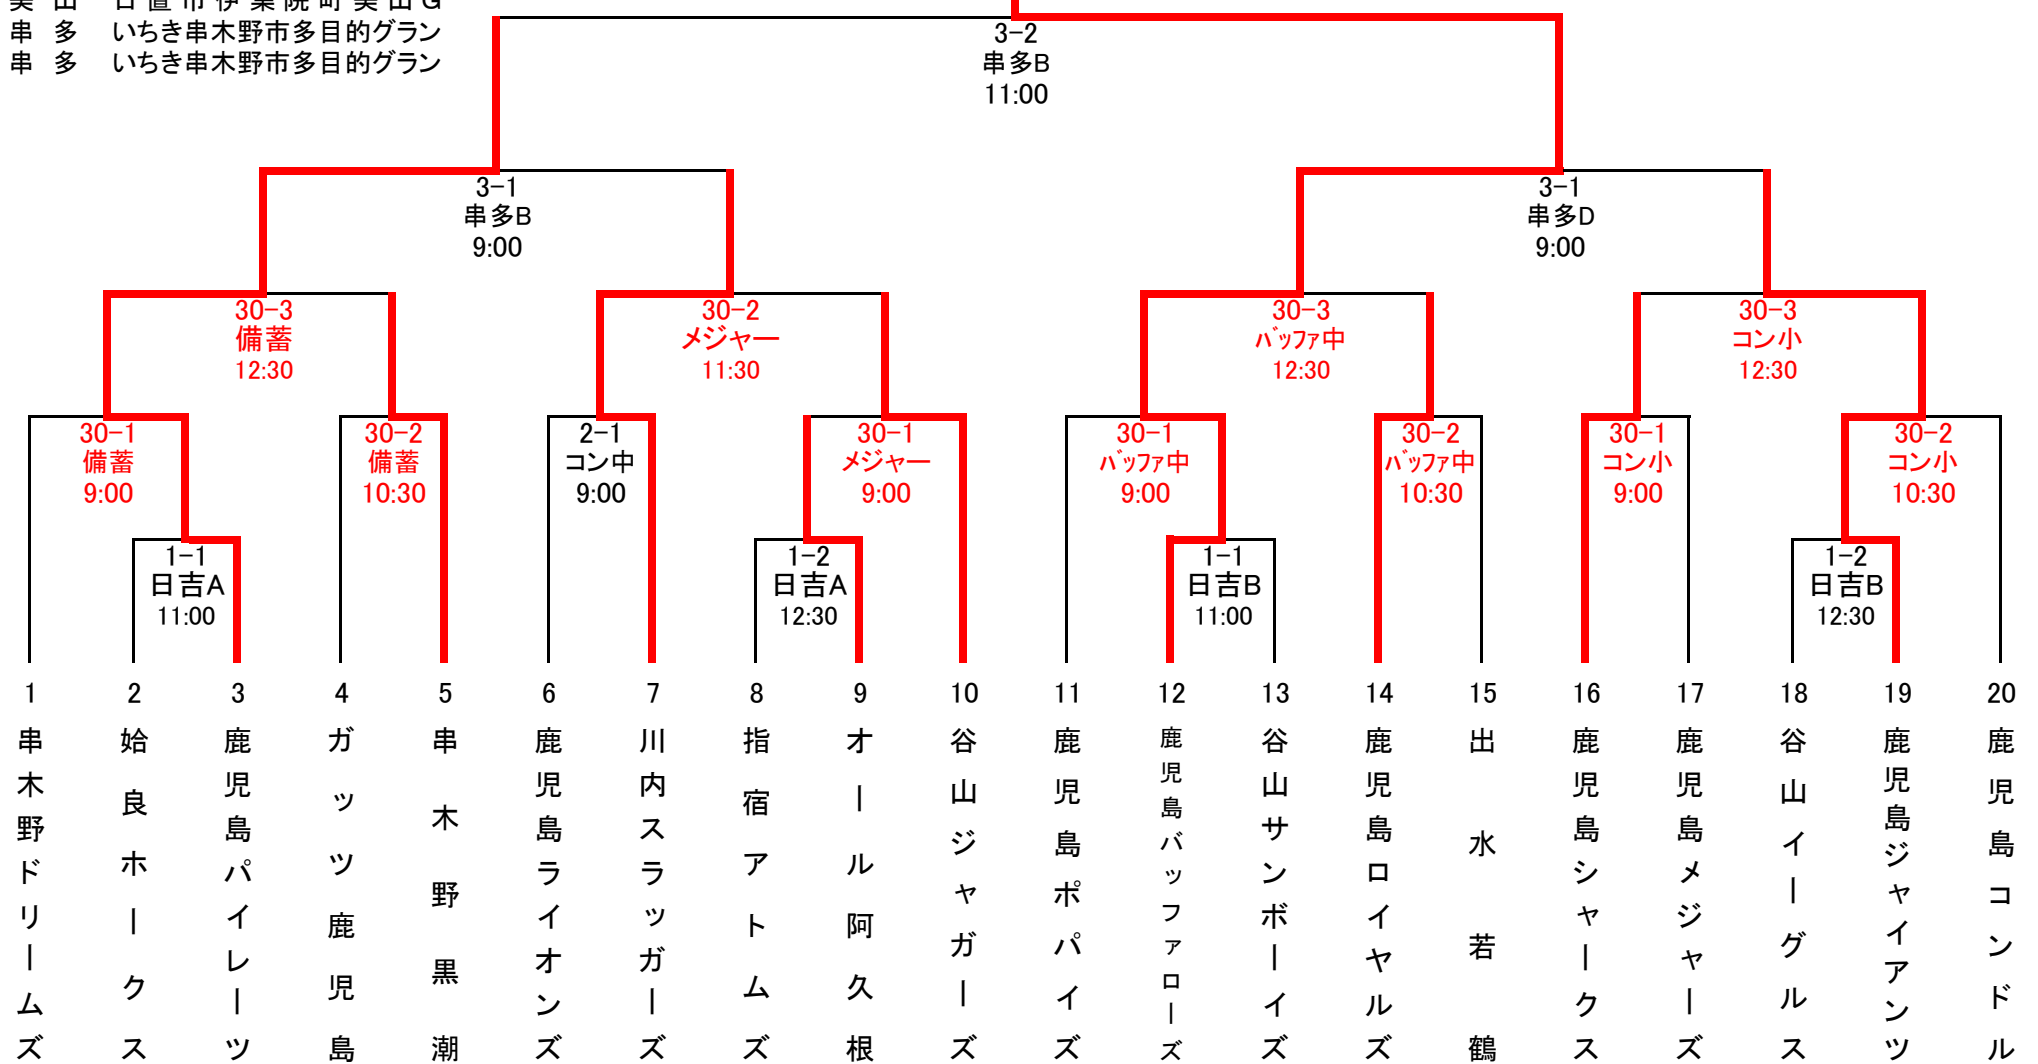 美 山 日 置 市 伊 集 院 町 美 山 G
串 多 いちき串木野市多目的グラン
串 多 いちき串木野市多目的グラン
3-2
串多B
11:00
3-1
串多B
9:00
3-1
串多D
9:00
30-3
備蓄
12:30
30-2
メジャー
11:30
30-3
バッファ中
12:30
30-3
コン小
12:30
30-1
備蓄
9:00
30-2
備蓄
10:30
2-1
コン中
9:00
30-1
メジャー
9:00
30-1
バッファ中
9:00
30-2
バッファ中
10:30
30-1
コン小
9:00
30-2
コン小
10:30
1-1
日吉A
11:00
1-2
日吉A
12:30
1-1
日吉B
11:00
1-2
日吉B
12:30
1
串木野ドリームズ
2
姶良ホークス
3
鹿児島パイレーツ
4
ガッツ鹿児島
5
串木野黒潮
6
鹿児島ライオンズ
7
川内スラッガーズ
8
指宿アトムズ
9
オール阿久根
10
谷山ジャガーズ
11
鹿児島ポパイズ
12
鹿児島バッファローズ
13
谷山サンボーイズ
14
鹿児島ロイヤルズ
15
出水若鶴
16
鹿児島シャークス
17
鹿児島メジャーズ
18
谷山イーグルス
19
鹿児島ジャイアンツ
20
鹿児島コンドル